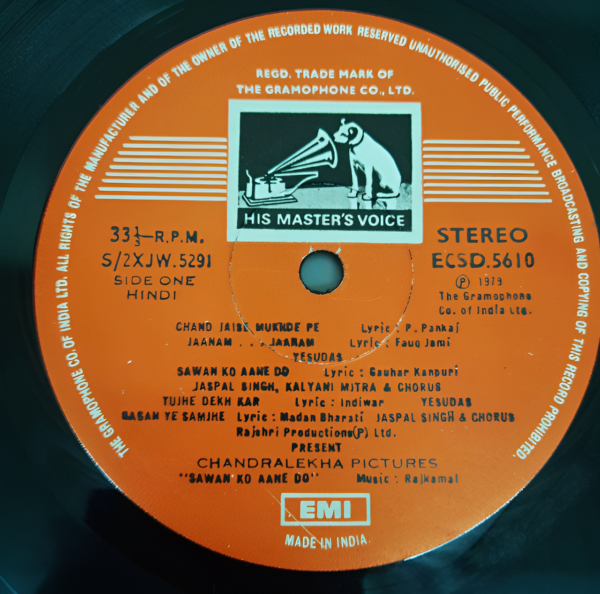 THE GRAMOPHONE CO. OF INDIA LTD. ALL RIGHTS OF THE MANUFACTURER AND OF THE OWNER OF THE RECORDED WORK RESERVED UNAUTHORISED PUBLIC PERFORMANCE BROADCASTING AND COPYING OF THIS RECORD PROHIBITED.
REGD. TRADE MARK OF
THE GRAMOPHONE CO., LTD.
HIS MASTER'S VOICE
33⅓-R.P.M. STEREO
S/2XJW.5291 ECSD.5610
SIDE ONE ℗ 1979
HINDI The Gramophone
Co. of India Ltd.
CHAND JAISE MUKHDE PE Lyric : P. Pankaj
JAANAM . . . JAANAM Lyric : Fauq Jami
YESUDAS
SAWAN KO AANE DO Lyric : Gauhar Kanpuri
JASPAL SINGH, KALYANI MITRA & CHORUS
TUJHE DEKH KAR Lyric : Indiwar YESUDAS
GAGAN YE SAMJHE Lyric : Madan Bharati JASPAL SINGH & CHORUS
Rajshri Productions(P) Ltd.
PRESENT
CHANDRALEKHA PICTURES
"SAWAN KO AANE DO" Music : Rajkamal
EMI
MADE IN INDIA.